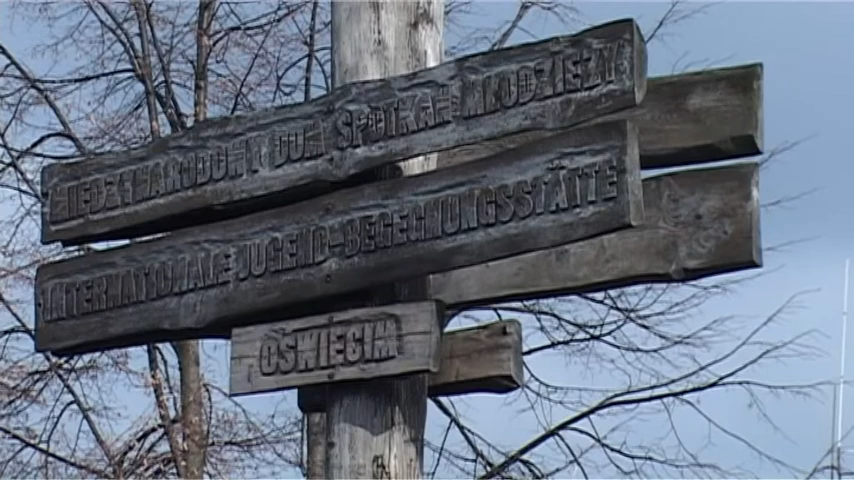 MIĘDZYNARODOWY DOM SPOTKAŃ MŁODZIEŻY
INTERNATIONALE JUGEND-BEGEGNUNGSSTÄTTE
OŚWIĘCIM